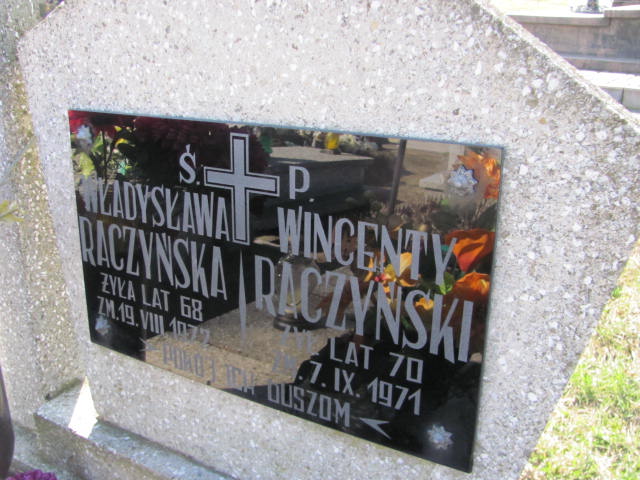 Ś. P.
WŁADYSŁAWA
RACZYŃSKA
ŻYŁA LAT 68
ZM. 19. VIII 1972
WINCENTY
RACZYŃSKI
ŻYŁ LAT 70
ZM. 7. IX. 1971
POKÓJ ICH DUSZOM